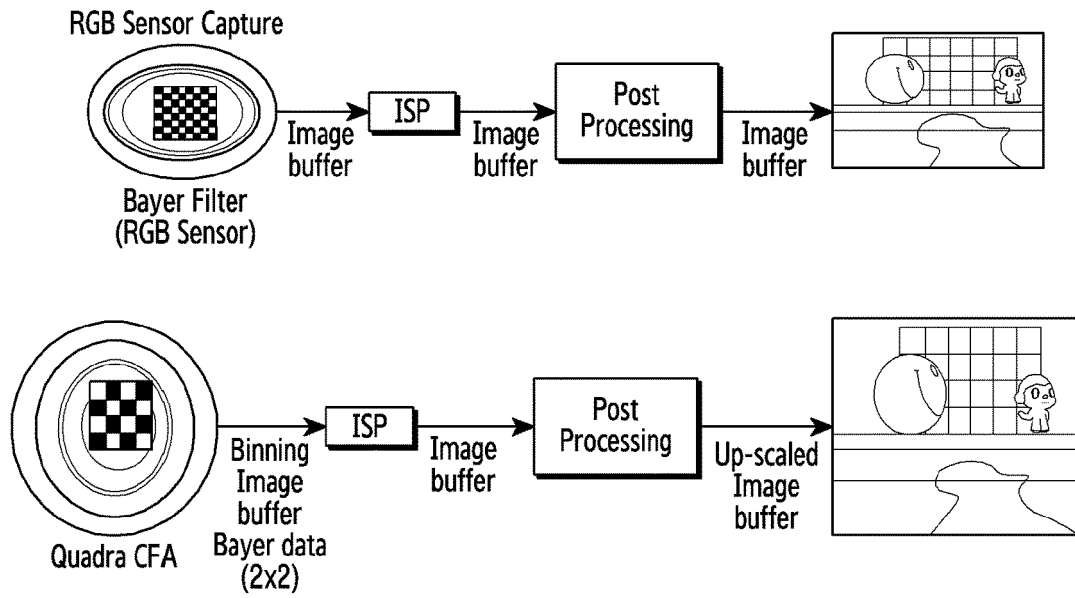 RGB Sensor Capture
Bayer Filter
(RGB Sensor)
Image
buffer
ISP
Image
buffer
Post
Processing
Image
buffer
Quadra CFA
Binning
Image
buffer
Bayer data
(2x2)
ISP
Image
buffer
Post
Processing
Up-scaled
Image
buffer